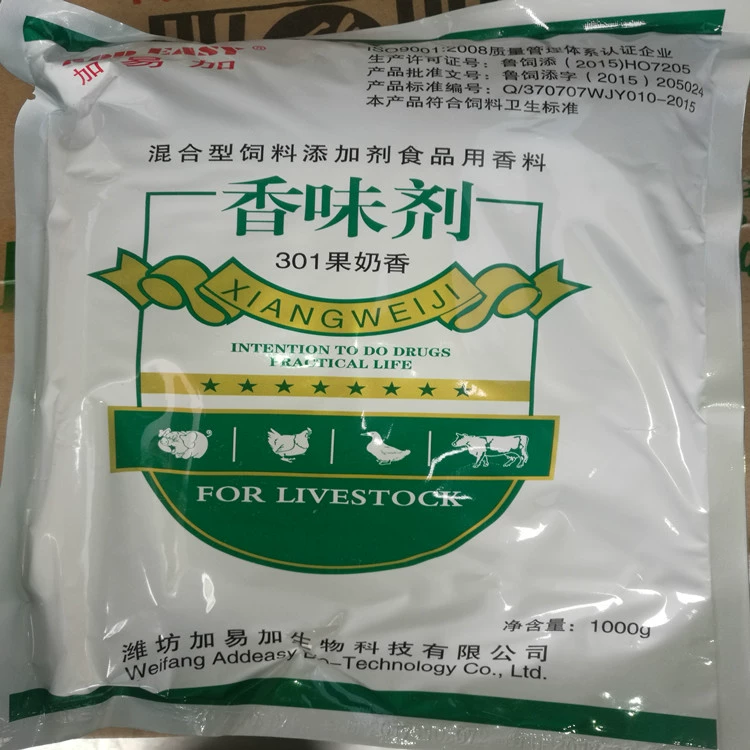 ADD EASY ®
加易加
ISO9001:2008质量管理体系认证企业
生产许可证号：鲁饲添（2015)HO7205
产品批准文号：鲁饲添字（2015）205024
产品标准编号：Q/370707WJY010-2015
本产品符合饲料卫生标准
混合型饲料添加剂食品用香料
香味剂
301果奶香
XIANGWEIJI
INTENTION TO DO DRUGS
PRACTICAL LIFE
FOR LIVESTOCK
净含量：1000g
潍坊加易加生物科技有限公司
Weifang Addeasy Bo-Technology Co., Ltd.